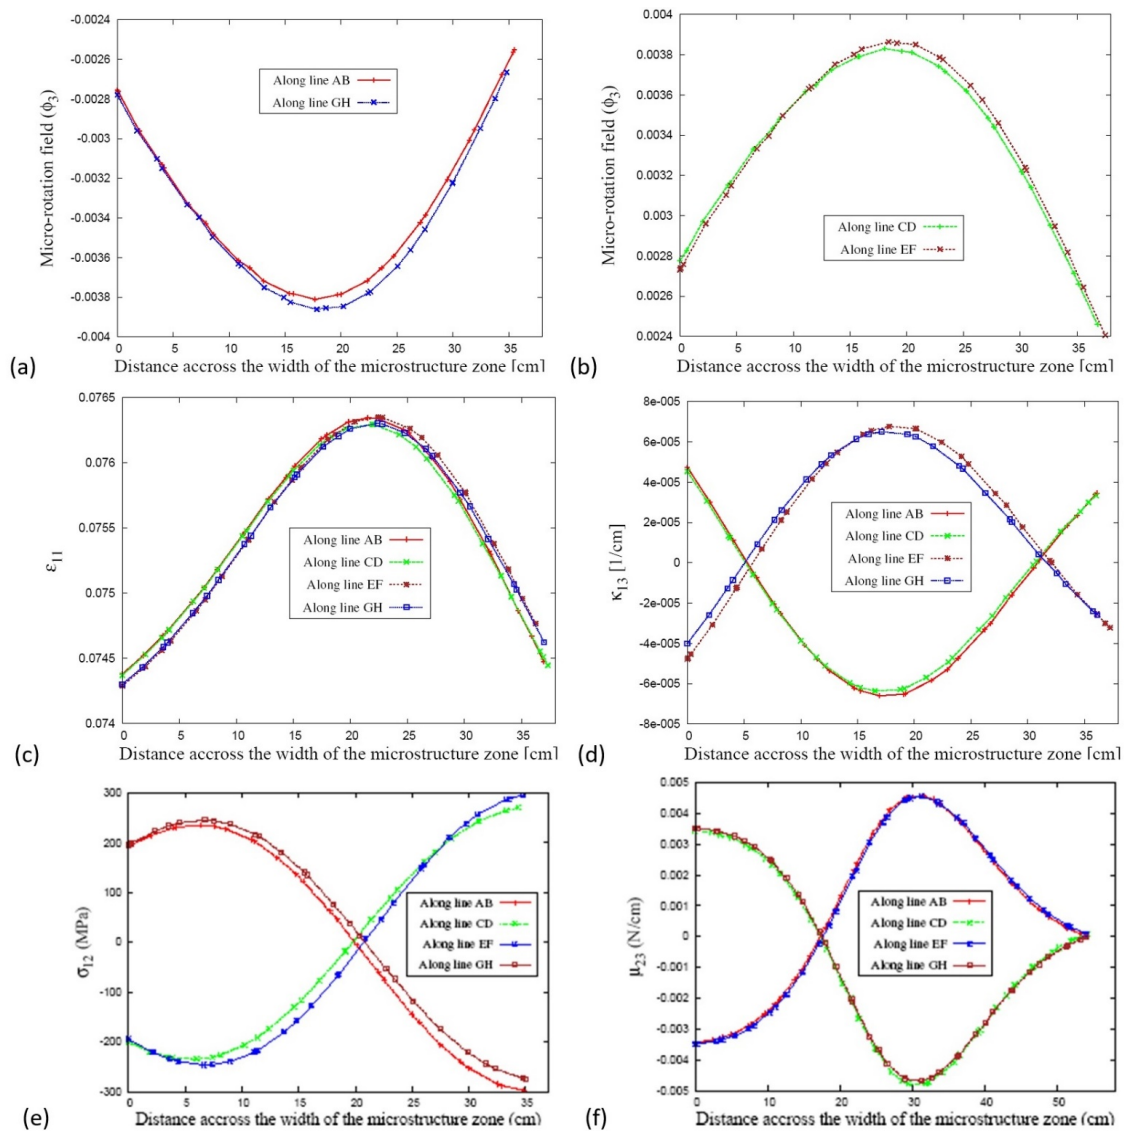 -0.0024
-0.0026
-0.0028
-0.003
-0.0032
-0.0034
-0.0036
-0.0038
-0.004
Micro-rotation field (ϕ3)
Along line AB
Along line GH
0 5 10 15 20 25 30 35
Distance accross the width of the microstructure zone [cm]
(a)
0.004
0.0038
0.0036
0.0034
0.0032
0.003
0.0028
0.0026
0.0024
Micro-rotation field (ϕ3)
Along line CD
Along line EF
0 5 10 15 20 25 30 35
Distance accross the width of the microstructure zone [cm]
(b)
0.0765
0.076
0.0755
0.075
0.0745
0.074
ε11
Along line AB
Along line CD
Along line EF
Along line GH
0 5 10 15 20 25 30 35
Distance accross the width of the microstructure zone [cm]
(c)
8e-005
6e-005
4e-005
2e-005
0
-2e-005
-4e-005
-6e-005
-8e-005
κ13 [1/cm]
Along line AB
Along line CD
Along line EF
Along line GH
0 5 10 15 20 25 30 35
Distance accross the width of the microstructure zone [cm]
(d)
300
200
100
0
-100
-200
-300
σ12 (MPa)
Along line AB
Along line CD
Along line EF
Along line GH
0 5 10 15 20 25 30 35
Distance accross the width of the microstructure zone (cm)
(e)
0.005
0.004
0.003
0.002
0.001
0
-0.001
-0.002
-0.003
-0.004
-0.005
μ23 (N/cm)
Along line AB
Along line CD
Along line EF
Along line GH
0 10 20 30 40 50
Distance accross the width of the microstructure zone (cm)
(f)